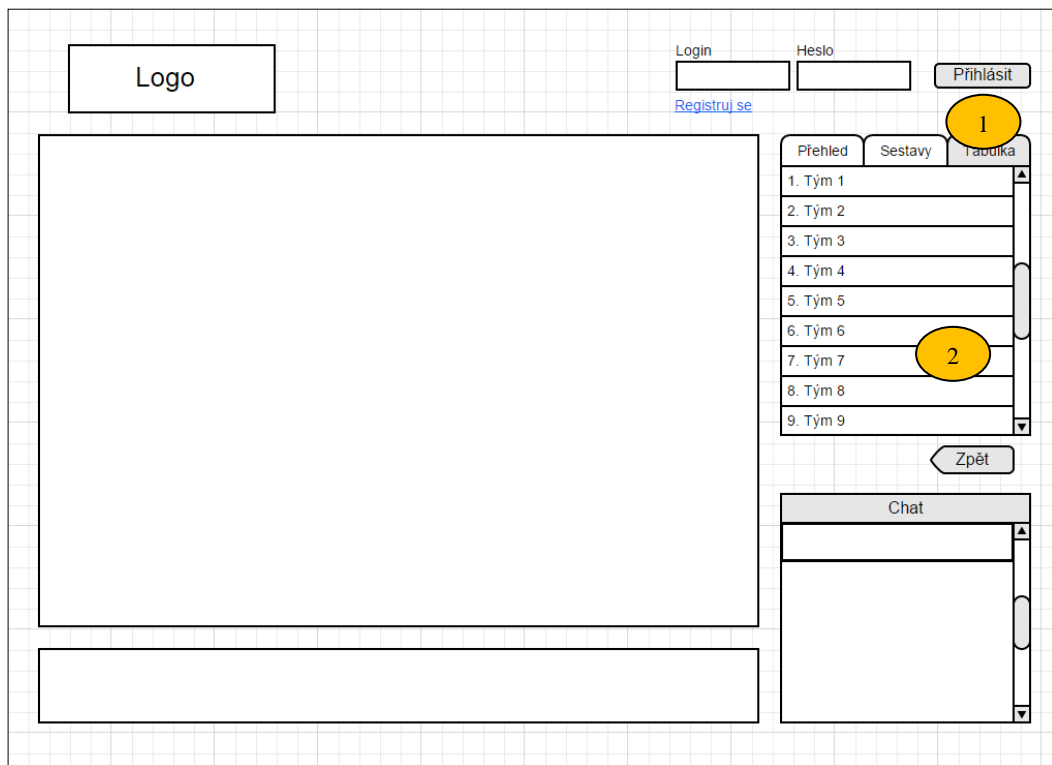 Logo
Login
Heslo
Přihlásit
Registruj se
1
Přehled
Sestavy
Tabulka
1. Tým 1
2. Tým 2
3. Tým 3
4. Tým 4
5. Tým 5
6. Tým 6
7. Tým 7
2
8. Tým 8
9. Tým 9
Zpět
Chat